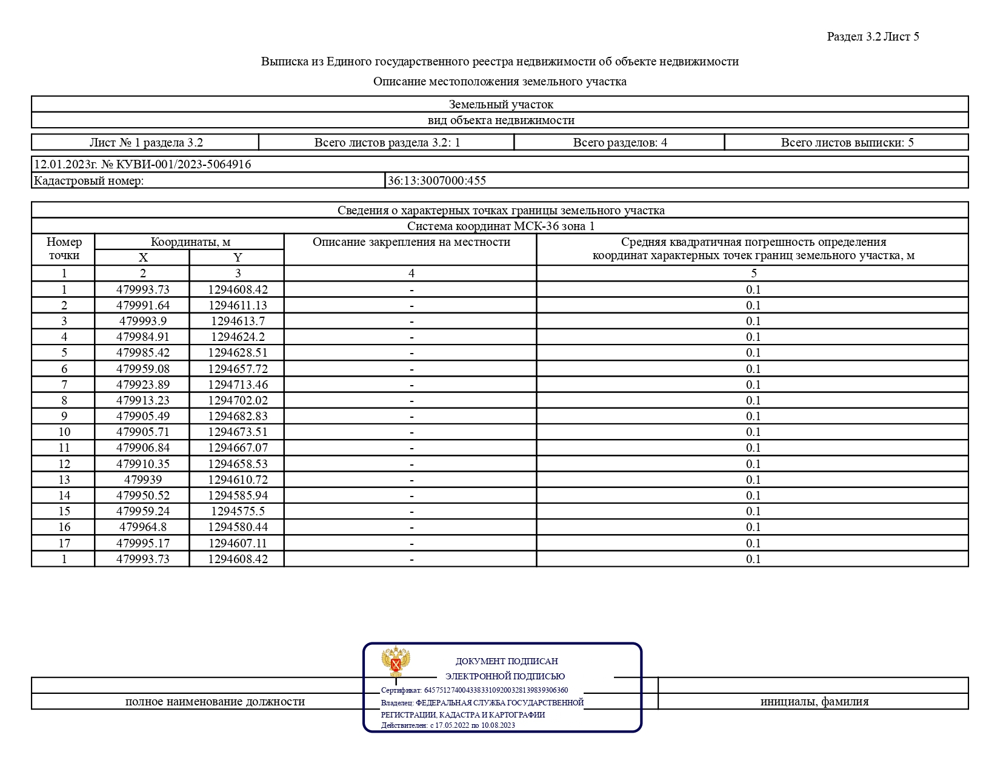 Раздел 3.2 Лист 5
Выписка из Единого государственного реестра недвижимости об объекте недвижимости
Описание местоположения земельного участка
Земельный участок
вид объекта недвижимости
Лист № 1 раздела 3.2 Всего листов раздела 3.2: 1 Всего разделов: 4 Всего листов выписки: 5
12.01.2023г. № КУВИ-001/2023-5064916
Кадастровый номер: 36:13:3007000:455
Сведения о характерных точках границы земельного участка
Система координат МСК-36 зона 1
Номер точки Координаты, м Описание закрепления на местности Средняя квадратичная погрешность определения
координат характерных точек границ земельного участка, м
X Y
1 2 3 4 5
1 479993.73 1294608.42 - 0.1
2 479991.64 1294611.13 - 0.1
3 479993.9 1294613.7 - 0.1
4 479984.91 1294624.2 - 0.1
5 479985.42 1294628.51 - 0.1
6 479959.08 1294657.72 - 0.1
7 479923.89 1294713.46 - 0.1
8 479913.23 1294702.02 - 0.1
9 479905.49 1294682.83 - 0.1
10 479905.71 1294673.51 - 0.1
11 479906.84 1294667.07 - 0.1
12 479910.35 1294658.53 - 0.1
13 479939 1294610.72 - 0.1
14 479950.52 1294585.94 - 0.1
15 479959.24 1294575.5 - 0.1
16 479964.8 1294580.44 - 0.1
17 479995.17 1294607.11 - 0.1
1 479993.73 1294608.42 - 0.1
ДОКУМЕНТ ПОДПИСАН
ЭЛЕКТРОННОЙ ПОДПИСЬЮ
Сертификат: 645751274004338331092003281398393​06360
Владелец: ФЕДЕРАЛЬНАЯ СЛУЖБА ГОСУДАРСТВЕННОЙ
РЕГИСТРАЦИИ, КАДАСТРА И КАРТОГРАФИИ
Действителен: с 17.05.2022 по 10.08.2023
полное наименование должности инициалы, фамилия